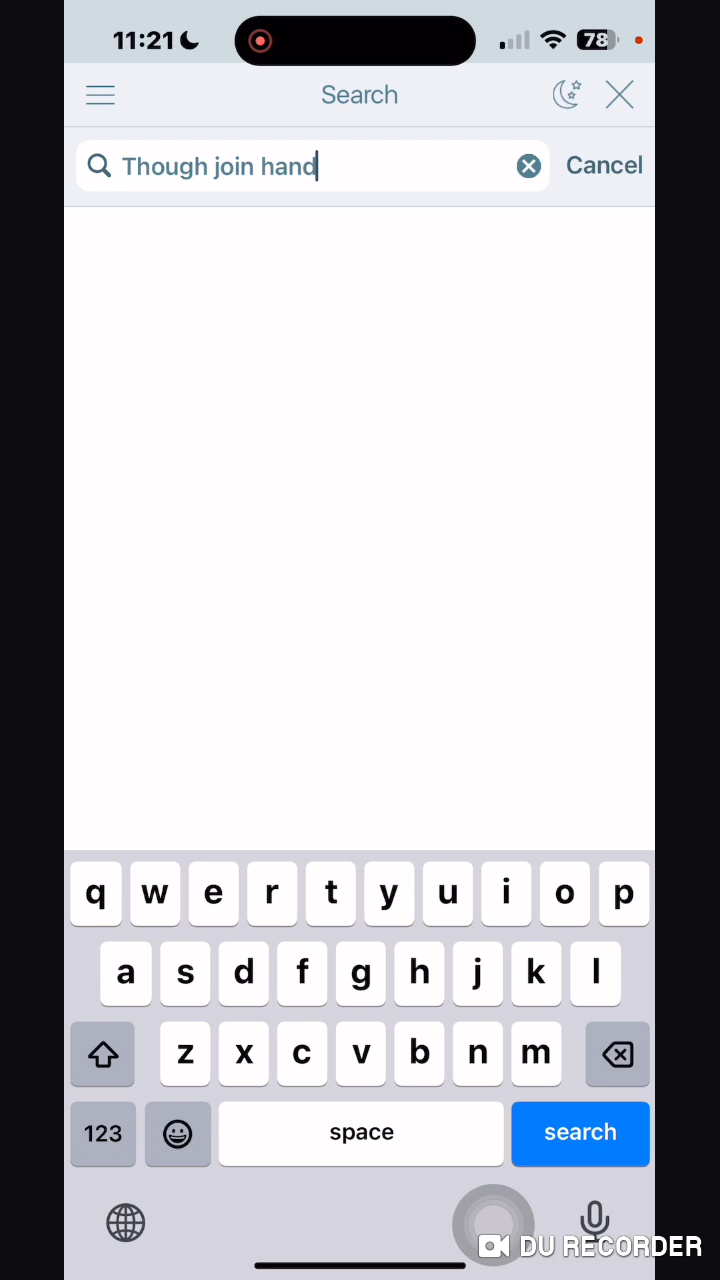 11:21
78
Search
Though join hand
Cancel
q w e r t y u i o p
a s d f g h j k l
z x c v b n m
123 space search
DU RECORDER